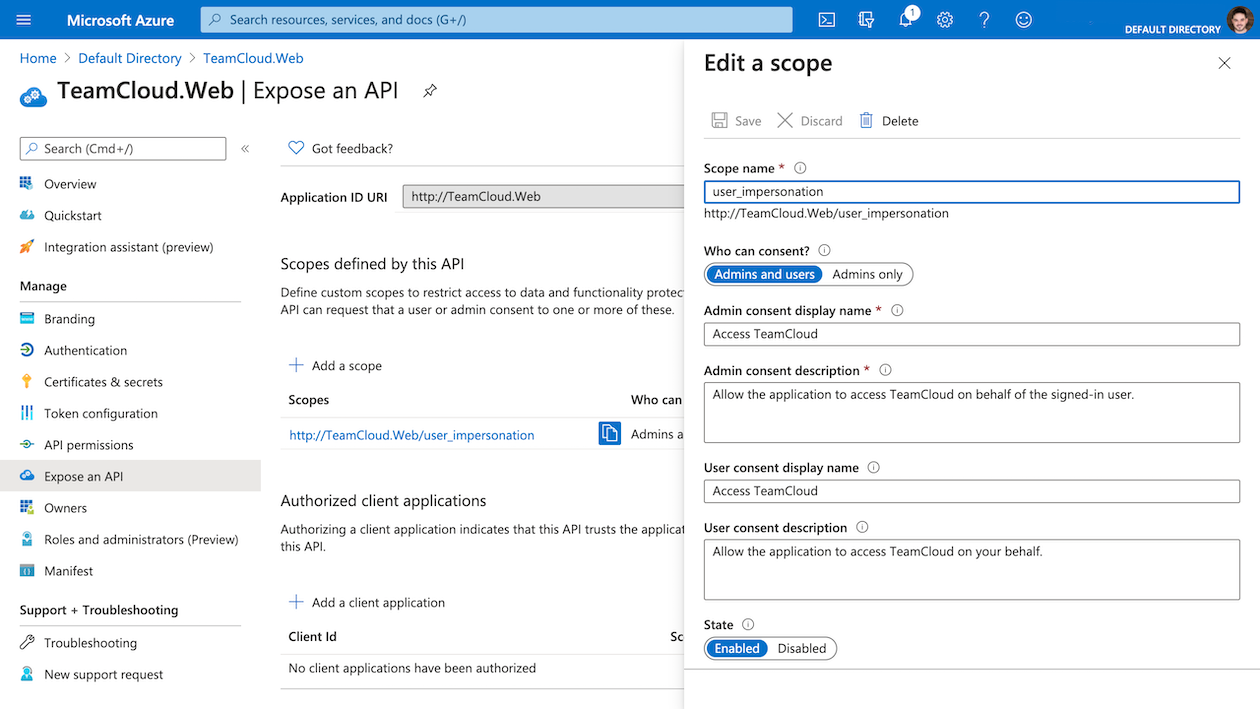 Microsoft Azure
Search resources, services, and docs (G+/)
1
DEFAULT DIRECTORY
Home > Default Directory > TeamCloud.Web
TeamCloud.Web | Expose an API
Search (Cmd+/)
«
Overview
Quickstart
Integration assistant (preview)
Manage
Branding
Authentication
Certificates & secrets
Token configuration
API permissions
Expose an API
Owners
Roles and administrators (Preview)
Manifest
Support + Troubleshooting
Troubleshooting
New support request
Got feedback?
Application ID URI
http://TeamCloud.Web
Scopes defined by this API
Define custom scopes to restrict access to data and functionality protec
API can request that a user or admin consent to one or more of these.
Add a scope
Scopes
Who can
http://TeamCloud.Web/user_impersonation
Admins a
Authorized client applications
Authorizing a client application indicates that this API trusts the applicat
this API.
Add a client application
Client Id
Sc
No client applications have been authorized
Edit a scope
Save
Discard
Delete
Scope name *
user_impersonation
http://TeamCloud.Web/user_impersonation
Who can consent?
Admins and users
Admins only
Admin consent display name *
Access TeamCloud
Admin consent description *
Allow the application to access TeamCloud on behalf of the signed-in user.
User consent display name
Access TeamCloud
User consent description
Allow the application to access TeamCloud on your behalf.
State
Enabled
Disabled